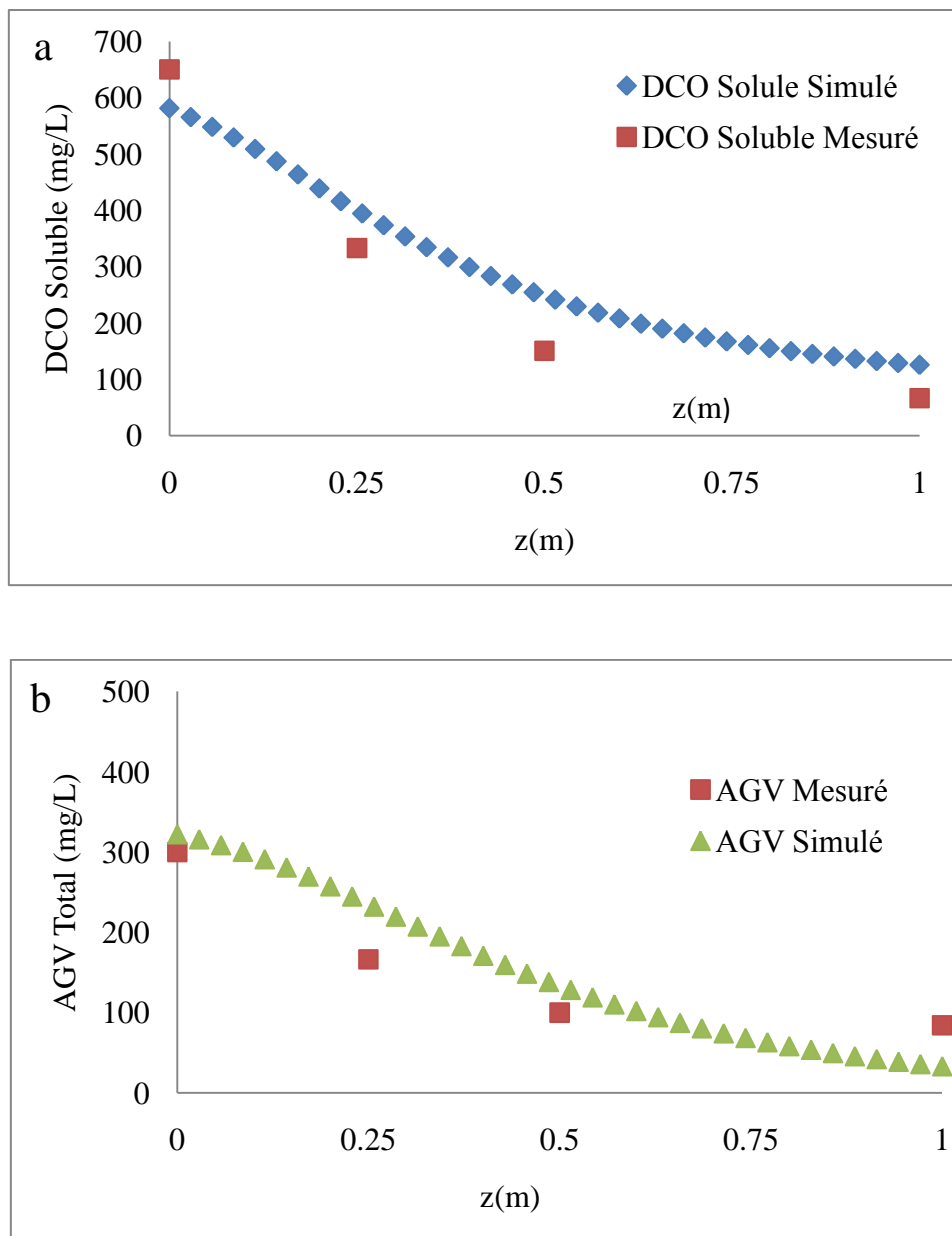 a
700
600
500
400
300
200
100
0
DCO Soluble (mg/L)
DCO Solule Simulé
DCO Soluble Mesuré
z(m)
0 0.25 0.5 0.75 1
z(m)
b
500
400
300
200
100
0
AGV Total (mg/L)
AGV Mesuré
AGV Simulé
0 0.25 0.5 0.75 1
z(m)